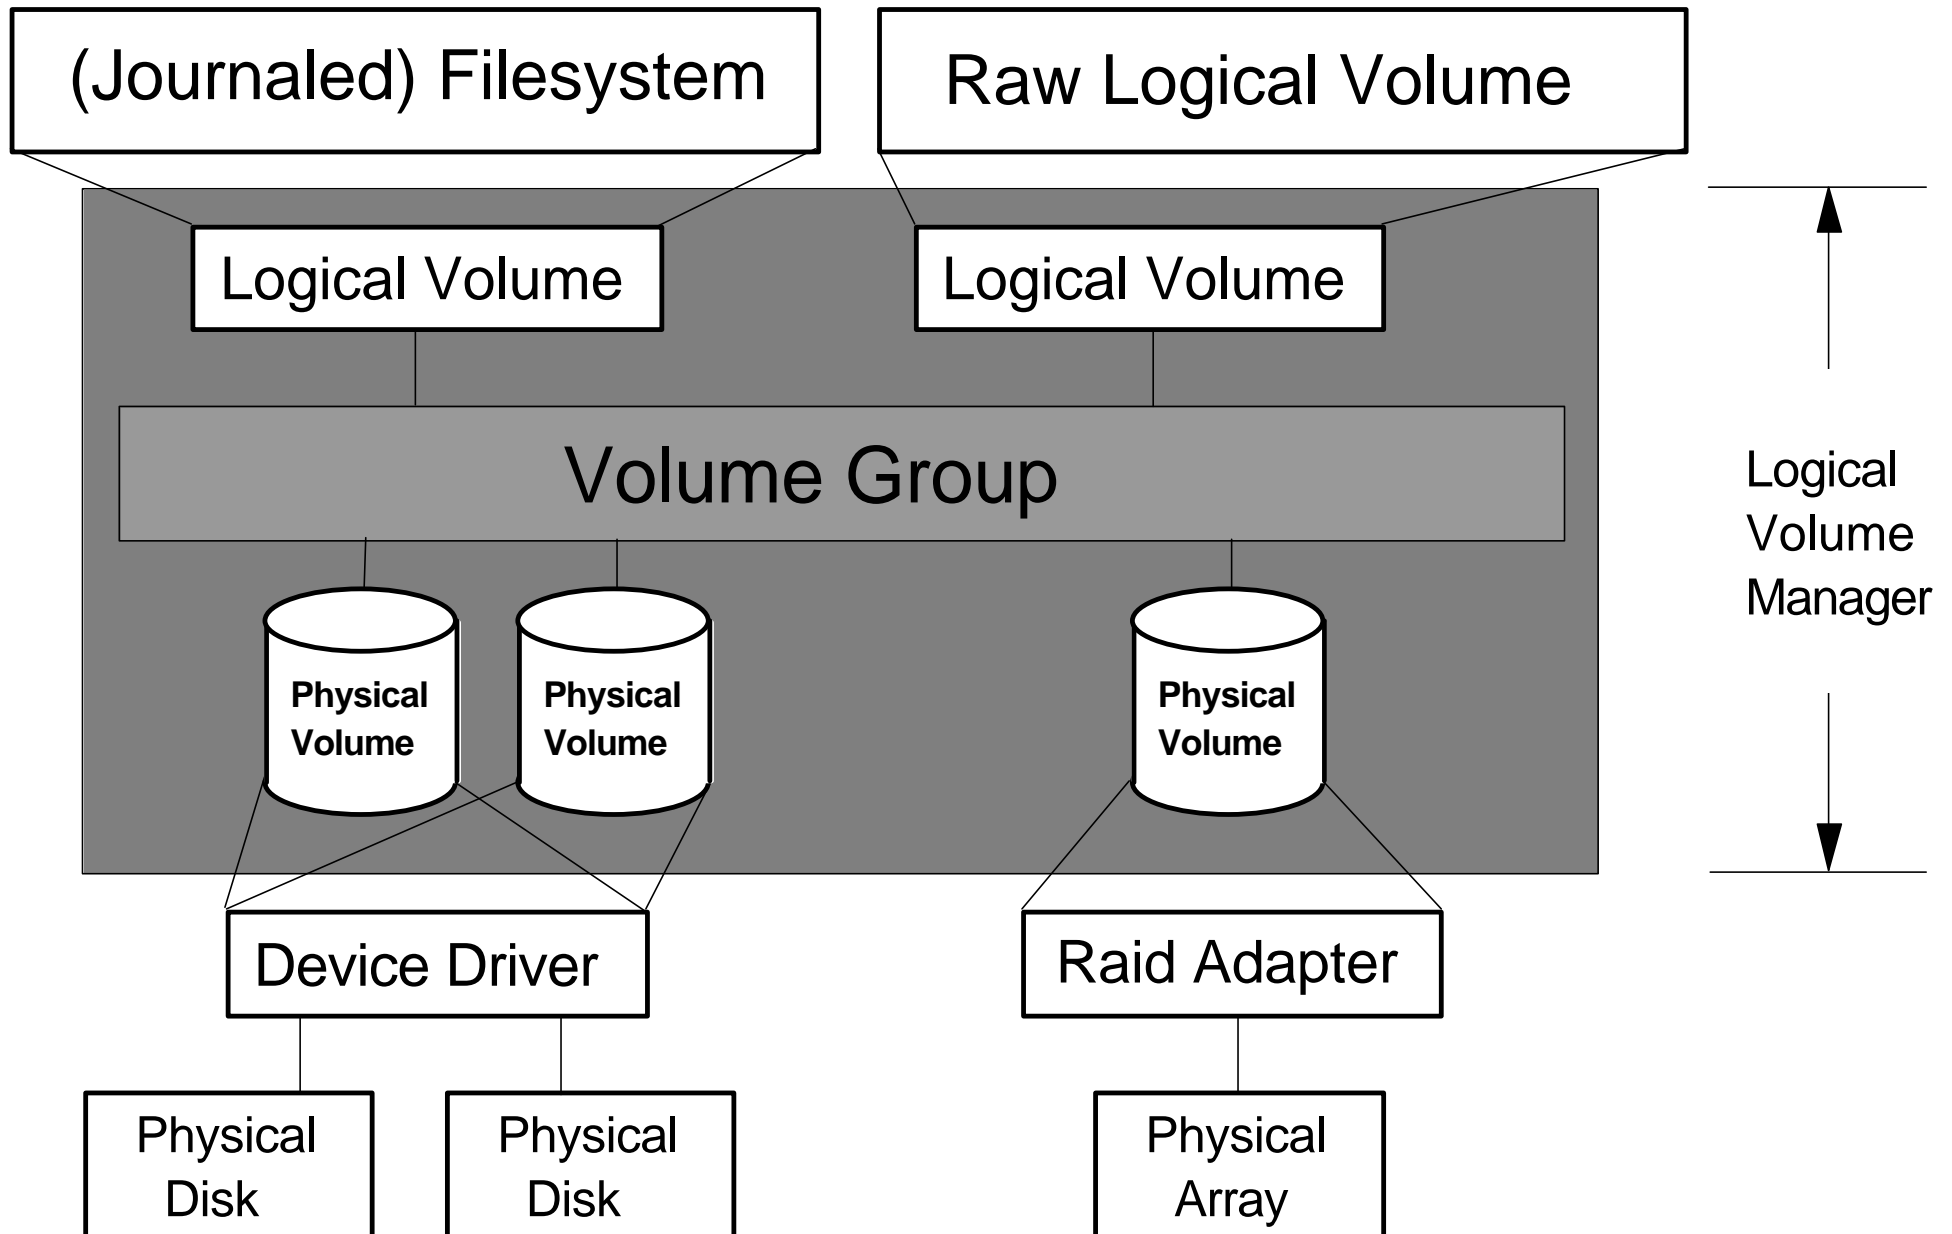 (Journaled) Filesystem
Raw Logical Volume
Logical Volume
Logical Volume
Volume Group
Logical
Volume
Manager
Physical
Volume
Physical
Volume
Physical
Volume
Device Driver
Raid Adapter
Physical
Disk
Physical
Disk
Physical
Array